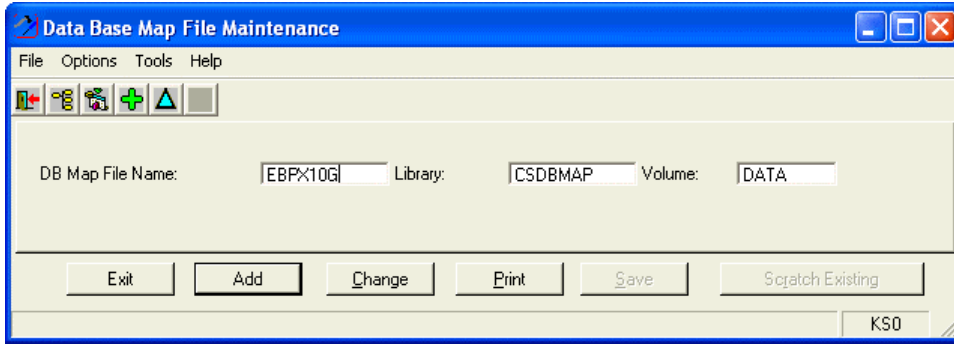 Data Base Map File Maintenance
File Options Tools Help
DB Map File Name: EBPX10G Library: CSDBMAP Volume: DATA
Exit Add Change Print Save Scratch Existing
KS0